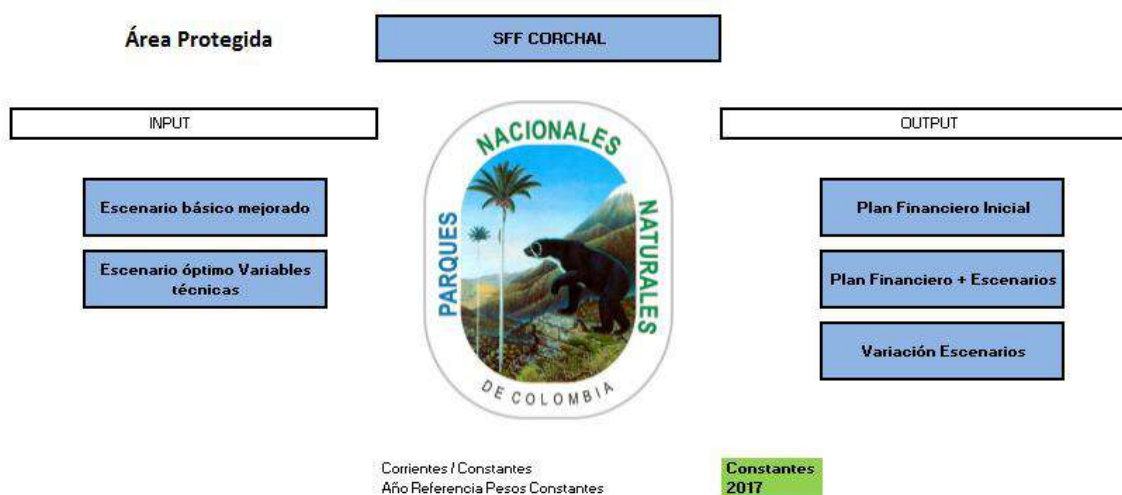 Área Protegida
SFF CORCHAL
INPUT
OUTPUT
Escenario básico mejorado
Escenario óptimo Variables
técnicas
PARQUES
NACIONALES
NATURALES
DE COLOMBIA
Plan Financiero Inicial
Plan Financiero + Escenarios
Variación Escenarios
Corrientes / Constantes
Constantes
Año Referencia Pesos Constantes
2017